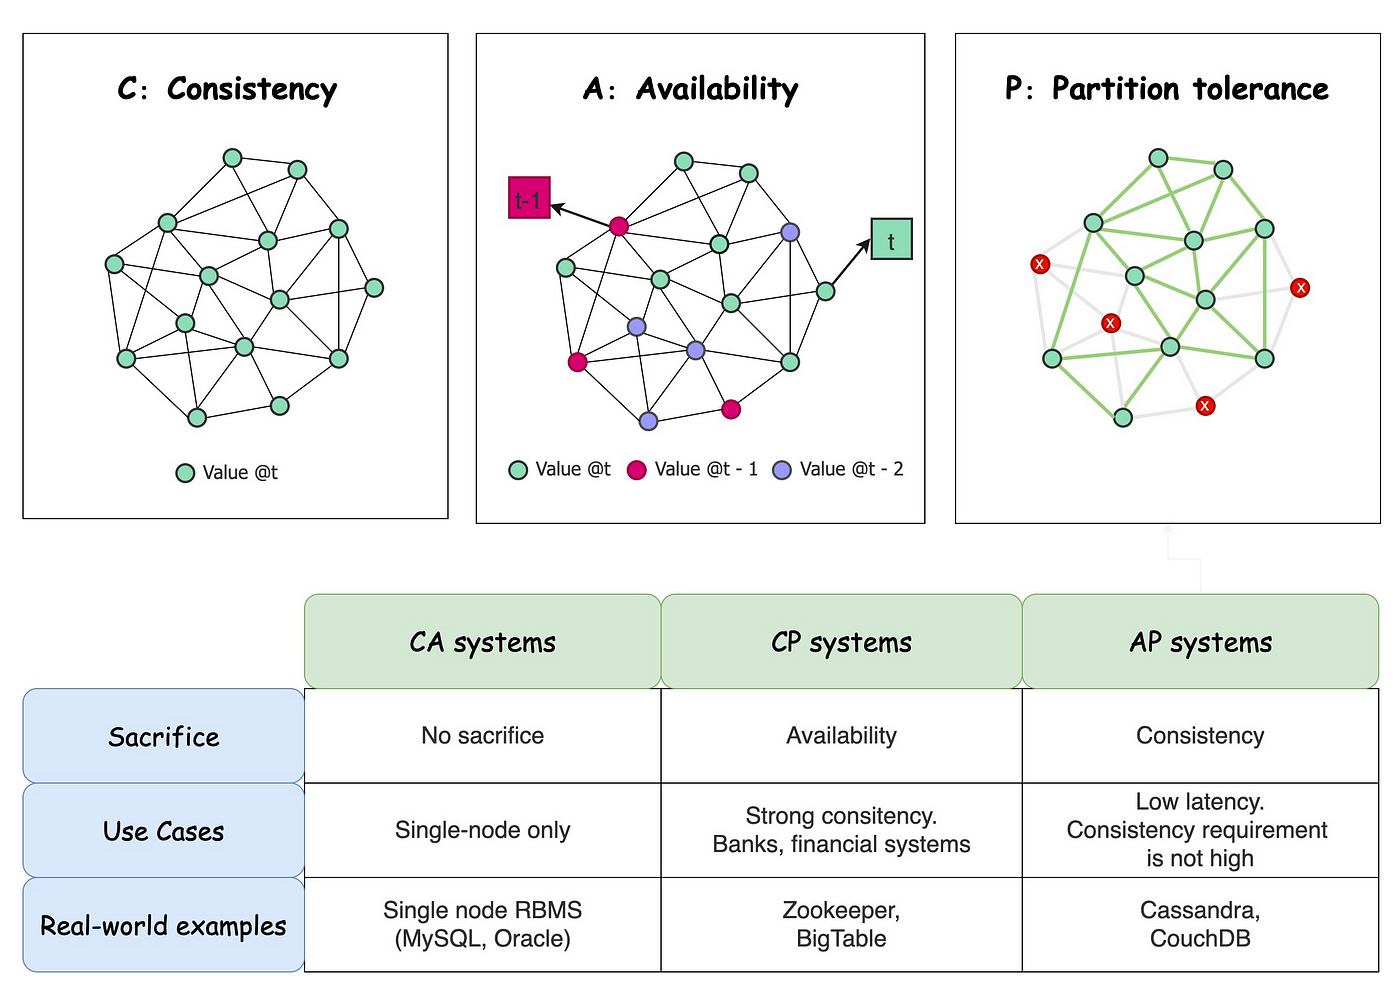 C: Consistency
Value @t
A: Availability
t-1
t
Value @t
Value @t - 1
Value @t - 2
P: Partition tolerance
X
X
X
X
CA systems
CP systems
AP systems
Sacrifice
No sacrifice
Availability
Consistency
Use Cases
Single-node only
Strong consitency.
Banks, financial systems
Low latency.
Consistency requirement
is not high
Real-world examples
Single node RBMS
(MySQL, Oracle)
Zookeeper,
BigTable
Cassandra,
CouchDB